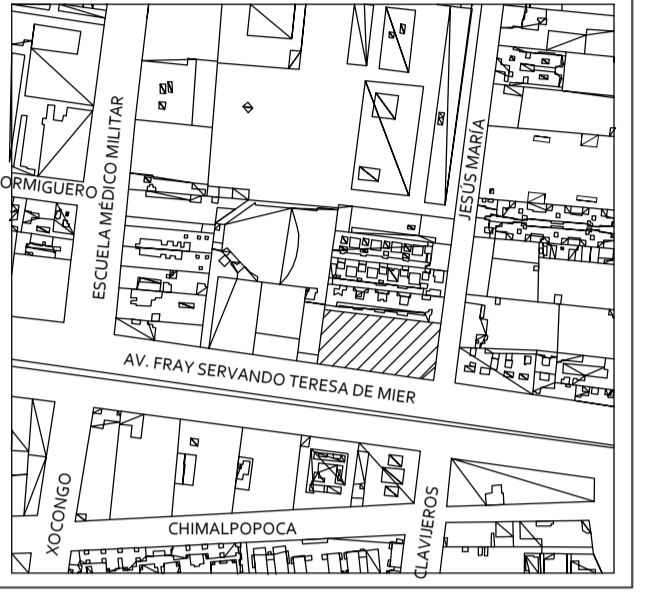 ESCUELA MÉDICO MILITAR
JESÚS MARÍA
ORMIGUERO
AV. FRAY SERVANDO TERESA DE MIER
XOCONGO
CHIMALPOPOCA
CLAVIJEROS